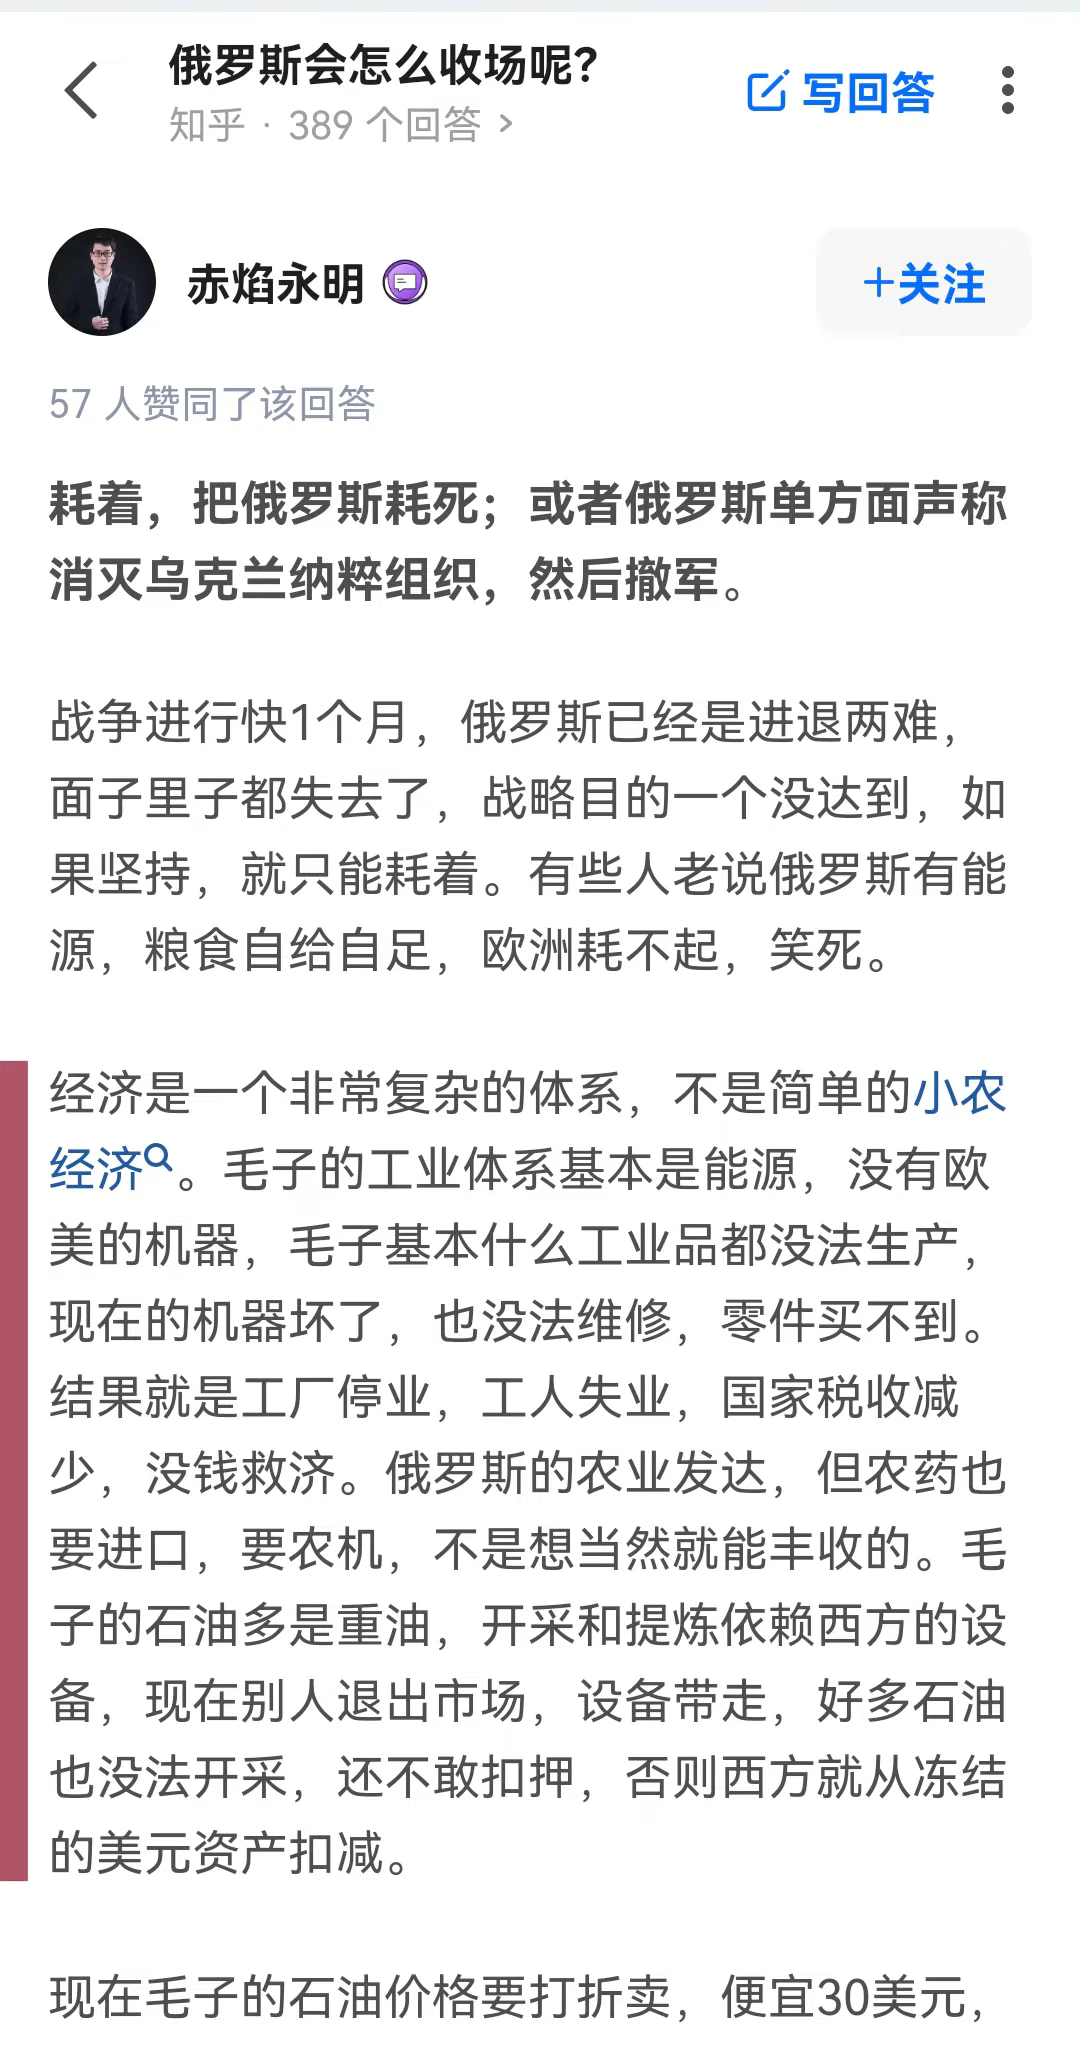 俄罗斯会怎么收场呢?
知乎 · 389 个回答 >
写回答
赤焰永明
+关注
57 人赞同了该回答
耗着，把俄罗斯耗死；或者俄罗斯单方面声称
消灭乌克兰纳粹组织，然后撤军。
战争进行快1个月，俄罗斯已经是进退两难，
面子里子都失去了，战略目的一个没达到，如
果坚持，就只能耗着。有些人老说俄罗斯有能
源，粮食自给自足，欧洲耗不起，笑死。
经济是一个非常复杂的体系，不是简单的小农
经济。毛子的工业体系基本是能源，没有欧
美的机器，毛子基本什么工业品都没法生产，
现在的机器坏了，也没法维修，零件买不到。
结果就是工厂停业，工人失业，国家税收减
少，没钱救济。俄罗斯的农业发达，但农药也
要进口，要农机，不是想当然就能丰收的。毛
子的石油多是重油，开采和提炼依赖西方的设
备，现在别人退出市场，设备带走，好多石油
也没法开采，还不敢扣押，否则西方就从冻结
的美元资产扣减。
现在毛子的石油价格要打折卖，便宜30美元，